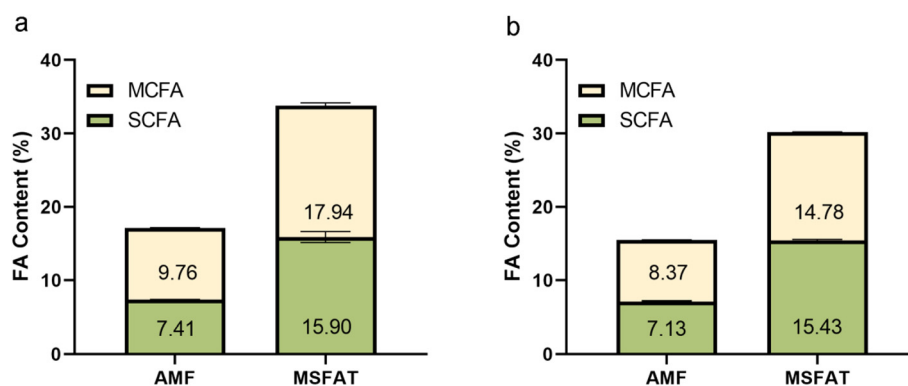 a
40
MCFA
SCFA
30
FA Content (%)
20
17.94
10
9.76
7.41
15.90
0
AMF
MSFAT
b
40
MCFA
SCFA
30
FA Content (%)
20
14.78
10
8.37
7.13
15.43
0
AMF
MSFAT